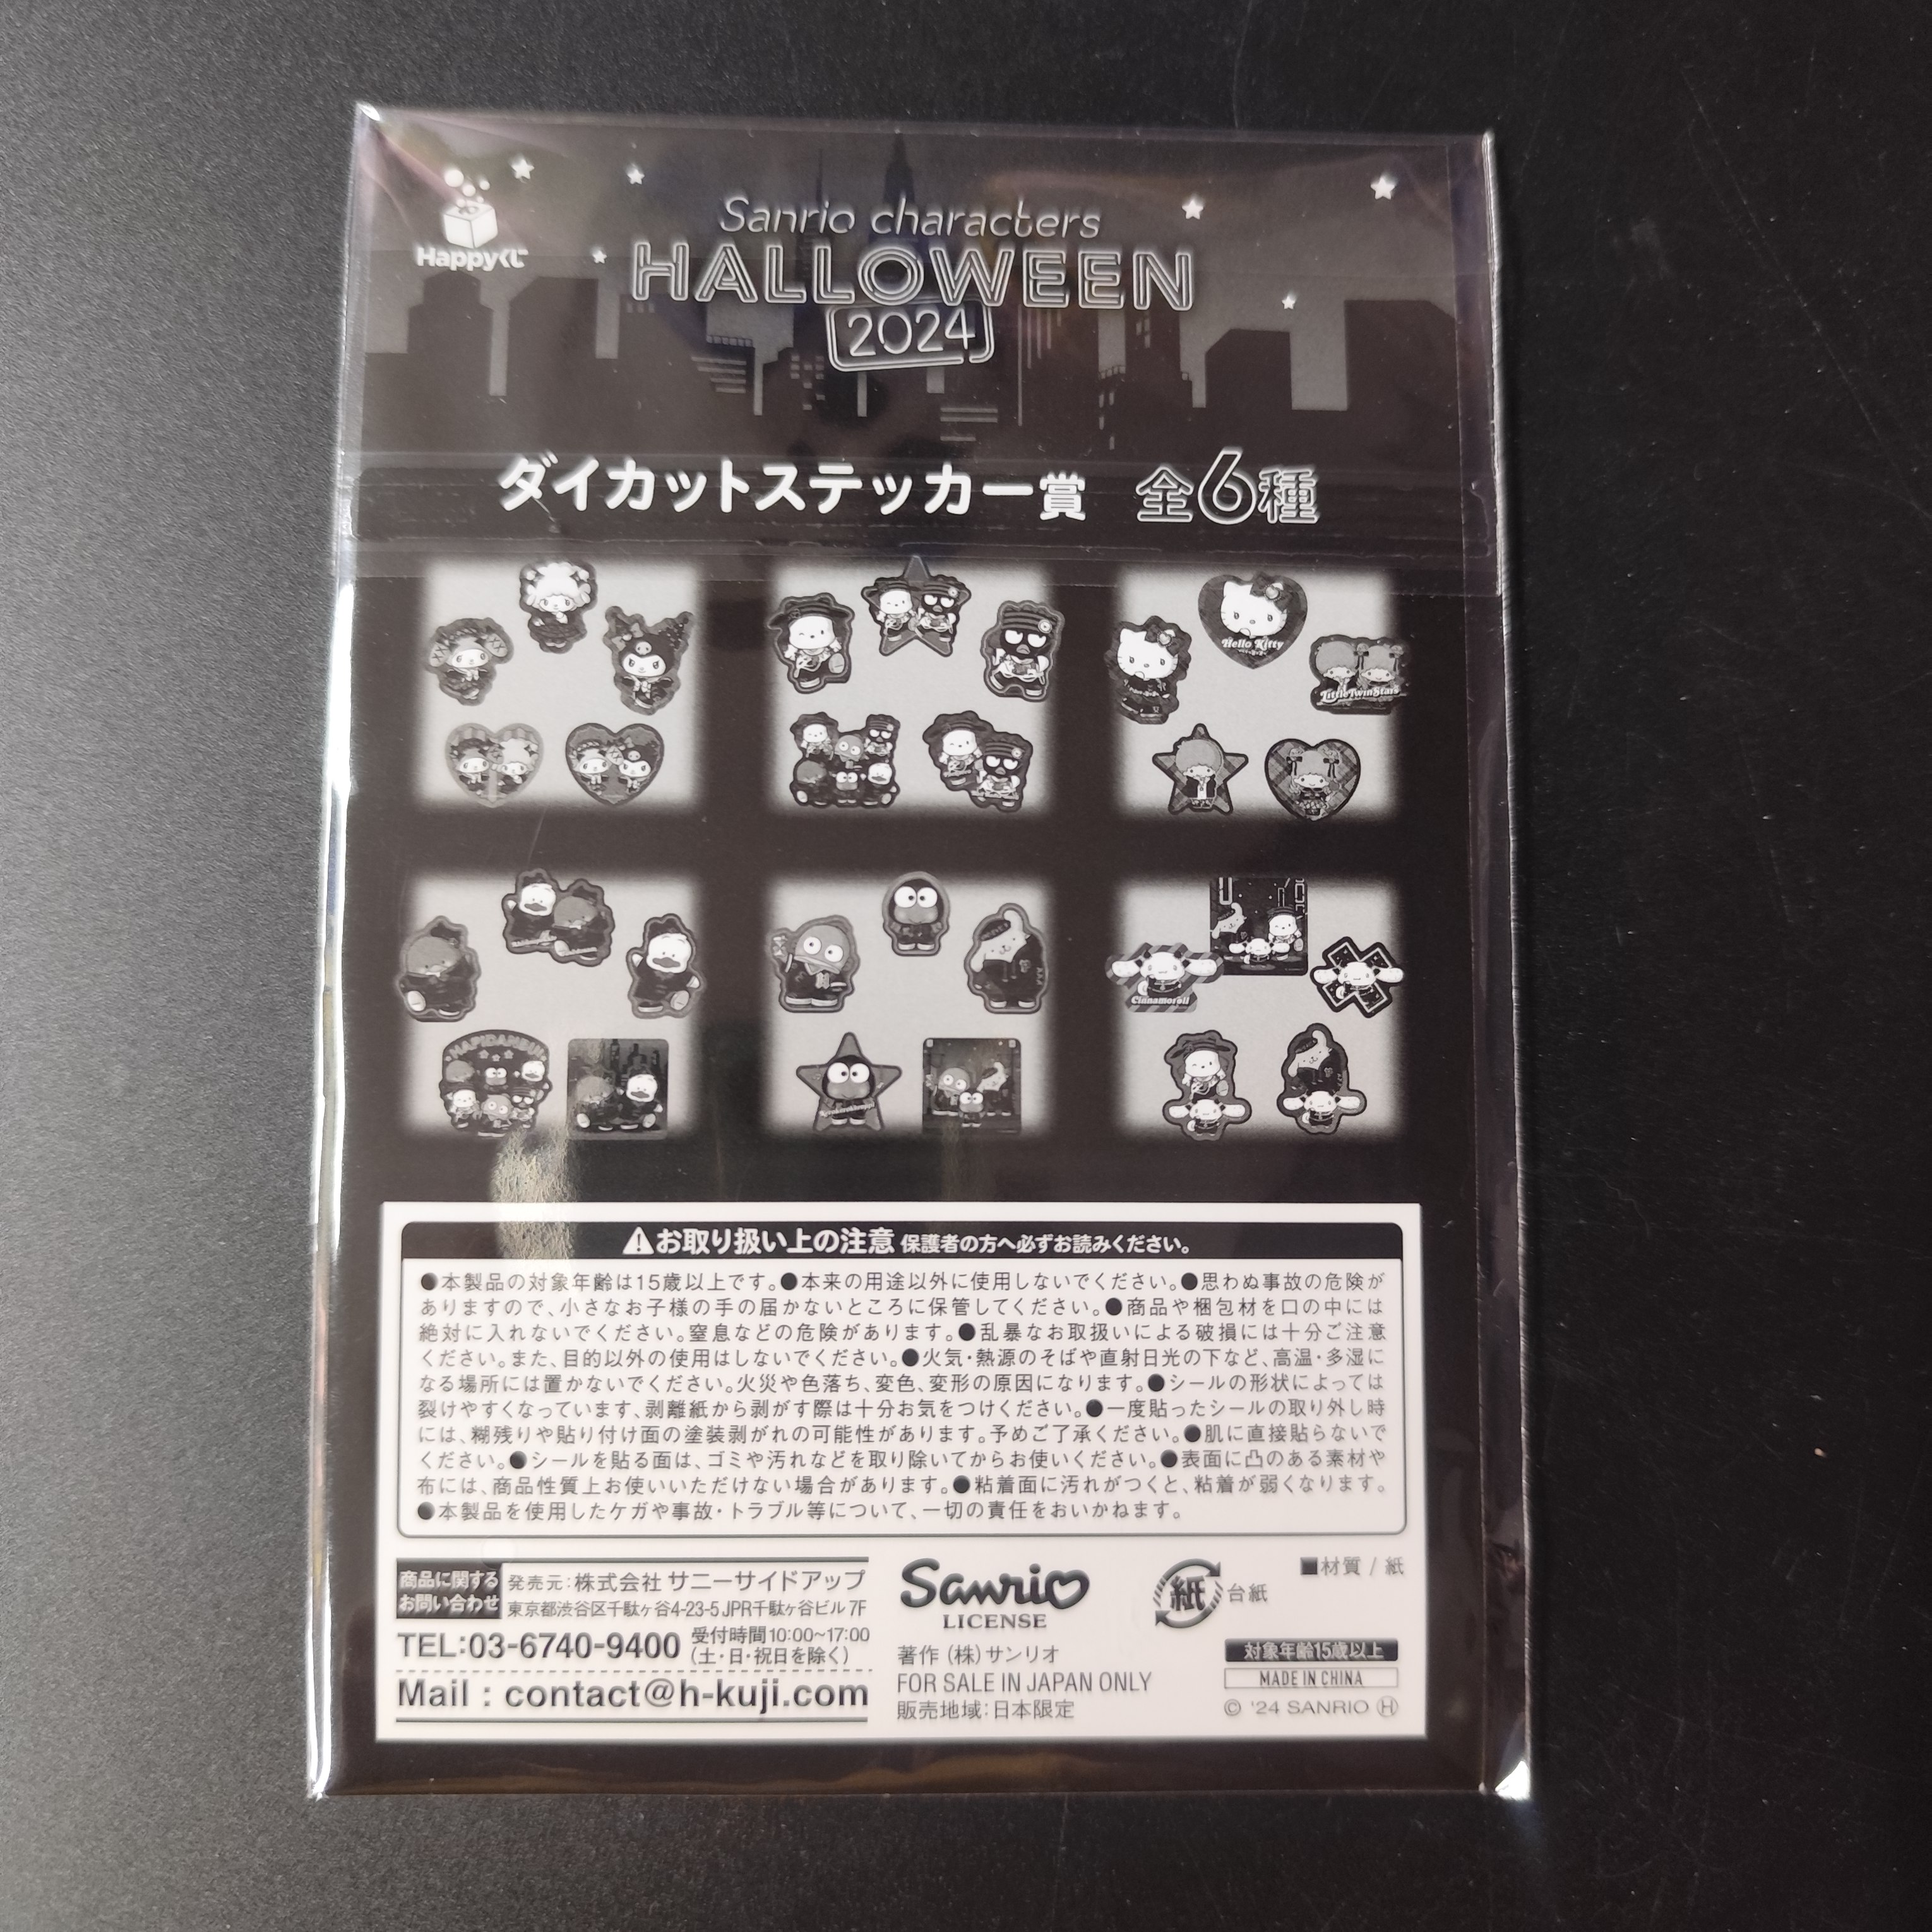 Happyくじ
Sanrio characters
HALLOWEEN
2024
ダイカットステッカー賞 全6種
Hello Kitty
LittleTwinStars
Cinnamoroll
HAPIDANBUI
お取り扱い上の注意 保護者の方へ必ずお読みください。
●本製品の対象年齢は15歳以上です。●本来の用途以外に使用しないでください。●思わぬ事故の危険が
ありますので、小さなお子様の手の届かないところに保管してください。●商品や梱包材を口の中には
絶対に入れないでください。窒息などの危険があります。●乱暴なお取扱いによる破損には十分ご注意
ください。また、目的以外の使用はしないでください。●火気・熱源のそばや直射日光の下など、高温・多湿に
なる場所には置かないでください。火災や色落ち、変色、変形の原因になります。●シールの形状によっては
裂けやすくなっています、剥離紙から剥がす際は十分お気をつけください。●一度貼ったシールの取り外し時
には、糊残りや貼り付け面の塗装剥がれの可能性があります。予めご了承ください。●肌に直接貼らないで
ください。●シールを貼る面は、ゴミや汚れなどを取り除いてからお使いください。●表面に凸のある素材や
布には、商品性質上お使いいただけない場合があります。●粘着面に汚れがつくと、粘着が弱くなります。
●本製品を使用したケガや事故・トラブル等について、一切の責任をおいかねます。
商品に関する
お問い合わせ
発売元:株式会社 サニーサイドアップ
東京都渋谷区千駄ヶ谷4-23-5 JPR千駄ヶ谷ビル 7F
TEL:03-6740-9400 受付時間10:00~17:00
(土・日・祝日を除く)
Mail : contact@h-kuji.com
Sanrio
LICENSE
著作 (株) サンリオ
FOR SALE IN JAPAN ONLY
販売地域:日本限定
紙 台紙
■材質 / 紙
対象年齢15歳以上
MADE IN CHINA
© '24 SANRIO Ⓗ